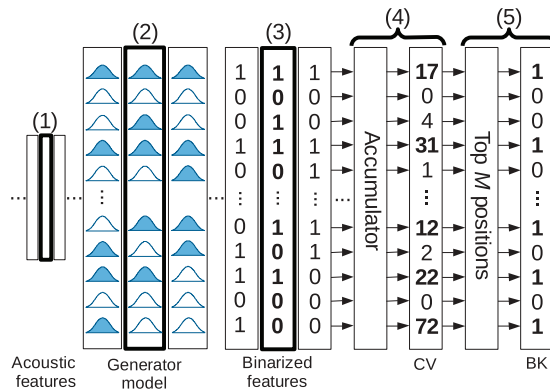 (1) (2) (3) (4) (5)
1 1 1 17 1
0 0 0 0 0
0 1 0 4 0
1 1 1 31 1
1 0 0 1 0
... ... ... ... ... ... ... ...
0 1 1 12 1
1 0 1 2 0
1 1 0 22 1
0 0 0 0 0
1 0 0 72 1
Accumulator
Top M positions
Acoustic features
Generator model
Binarized features
CV
BK